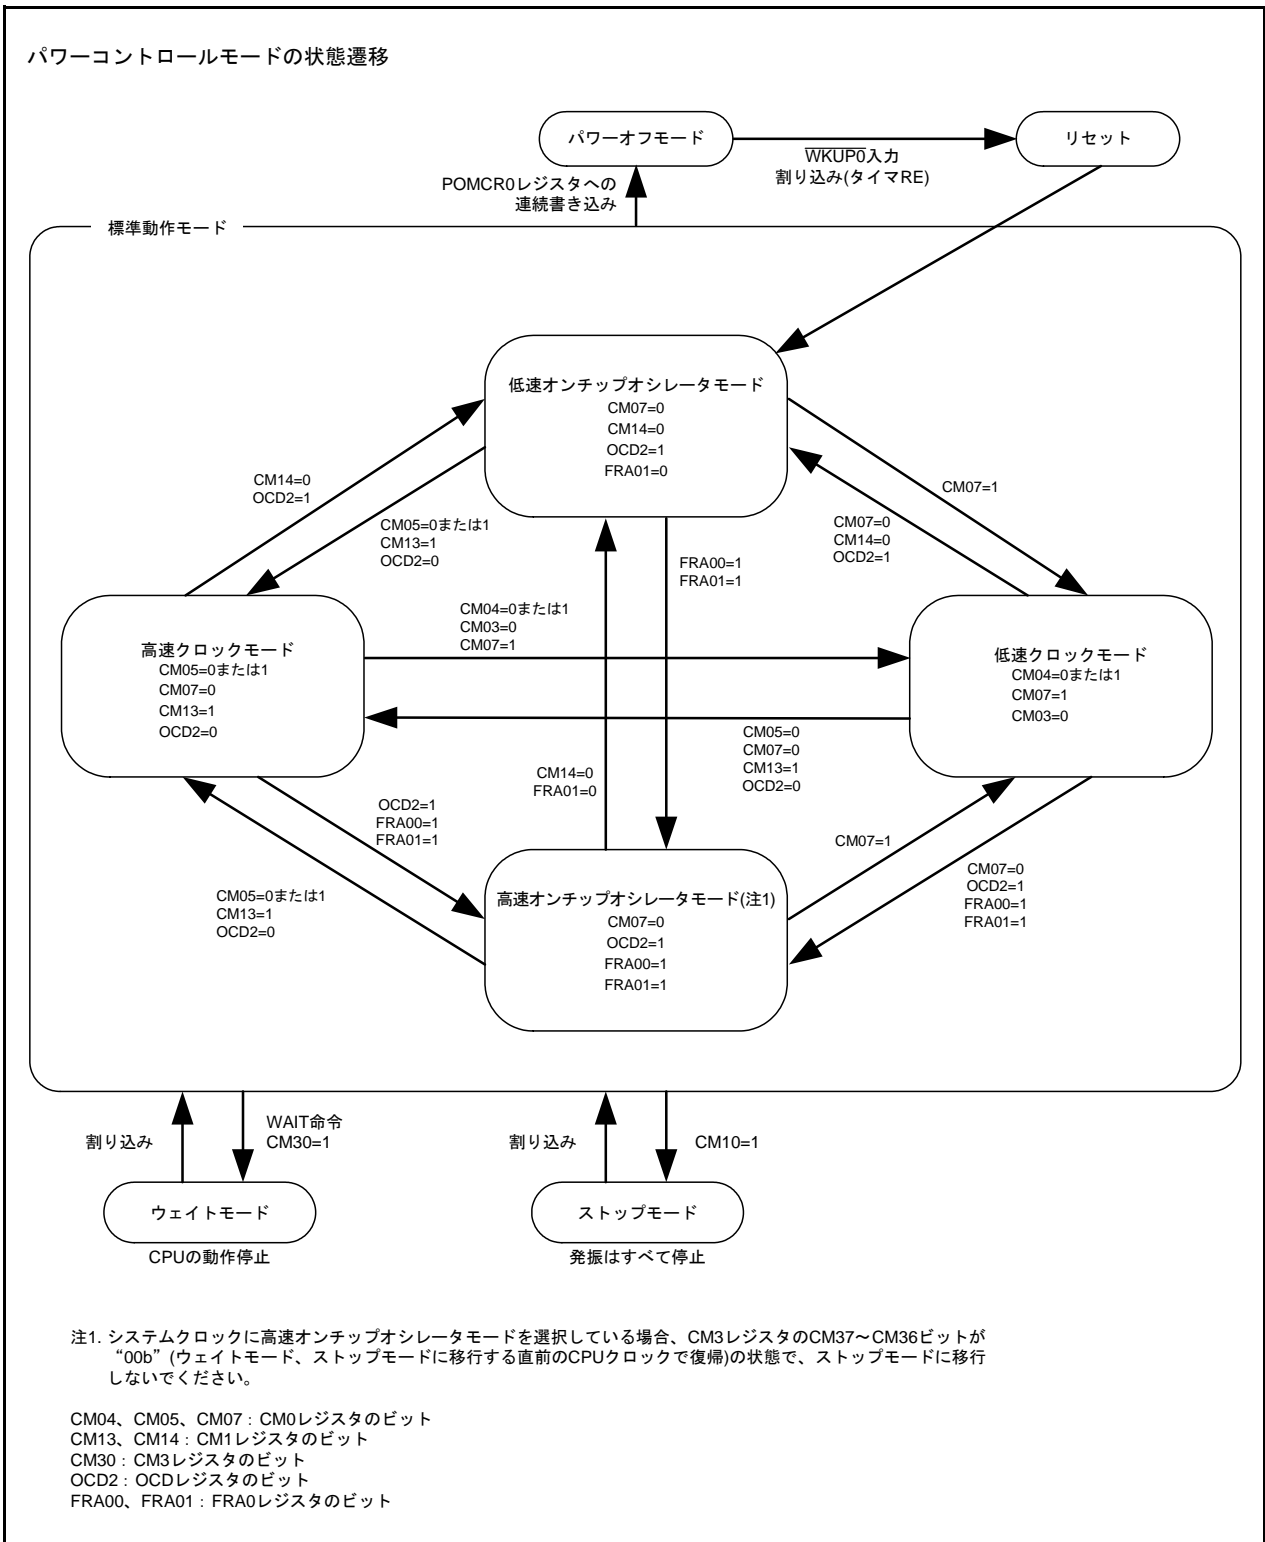 パワーコントロールモードの状態遷移
パワーオフモード
WKUP0入力
割り込み(タイマRE)
リセット
POMCR0レジスタへの
連続書き込み
標準動作モード
低速オンチップオシレータモード
CM07=0
CM14=0
OCD2=1
FRA01=0
CM14=0
OCD2=1
CM05=0または1
CM13=1
OCD2=0
FRA00=1
FRA01=1
CM07=0
CM14=0
OCD2=1
CM07=1
高速クロックモード
CM05=0または1
CM07=0
CM13=1
OCD2=0
CM04=0または1
CM03=0
CM07=1
低速クロックモード
CM04=0または1
CM07=1
CM03=0
CM05=0
CM07=0
CM13=1
OCD2=0
CM14=0
FRA01=0
OCD2=1
FRA00=1
FRA01=1
CM05=0または1
CM13=1
OCD2=0
CM07=1
CM07=0
OCD2=1
FRA00=1
FRA01=1
高速オンチップオシレータモード(注1)
CM07=0
OCD2=1
FRA00=1
FRA01=1
割り込み
WAIT命令
CM30=1
割り込み
CM10=1
ウェイトモード
CPUの動作停止
ストップモード
発振はすべて停止
注1. システムクロックに高速オンチップオシレータモードを選択している場合、CM3レジスタのCM37～CM36ビットが
“00b”(ウェイトモード、ストップモードに移行する直前のCPUクロックで復帰)の状態で、ストップモードに移行
しないでください。
CM04、CM05、CM07：CM0レジスタのビット
CM13、CM14：CM1レジスタのビット
CM30：CM3レジスタのビット
OCD2：OCDレジスタのビット
FRA00、FRA01：FRA0レジスタのビット